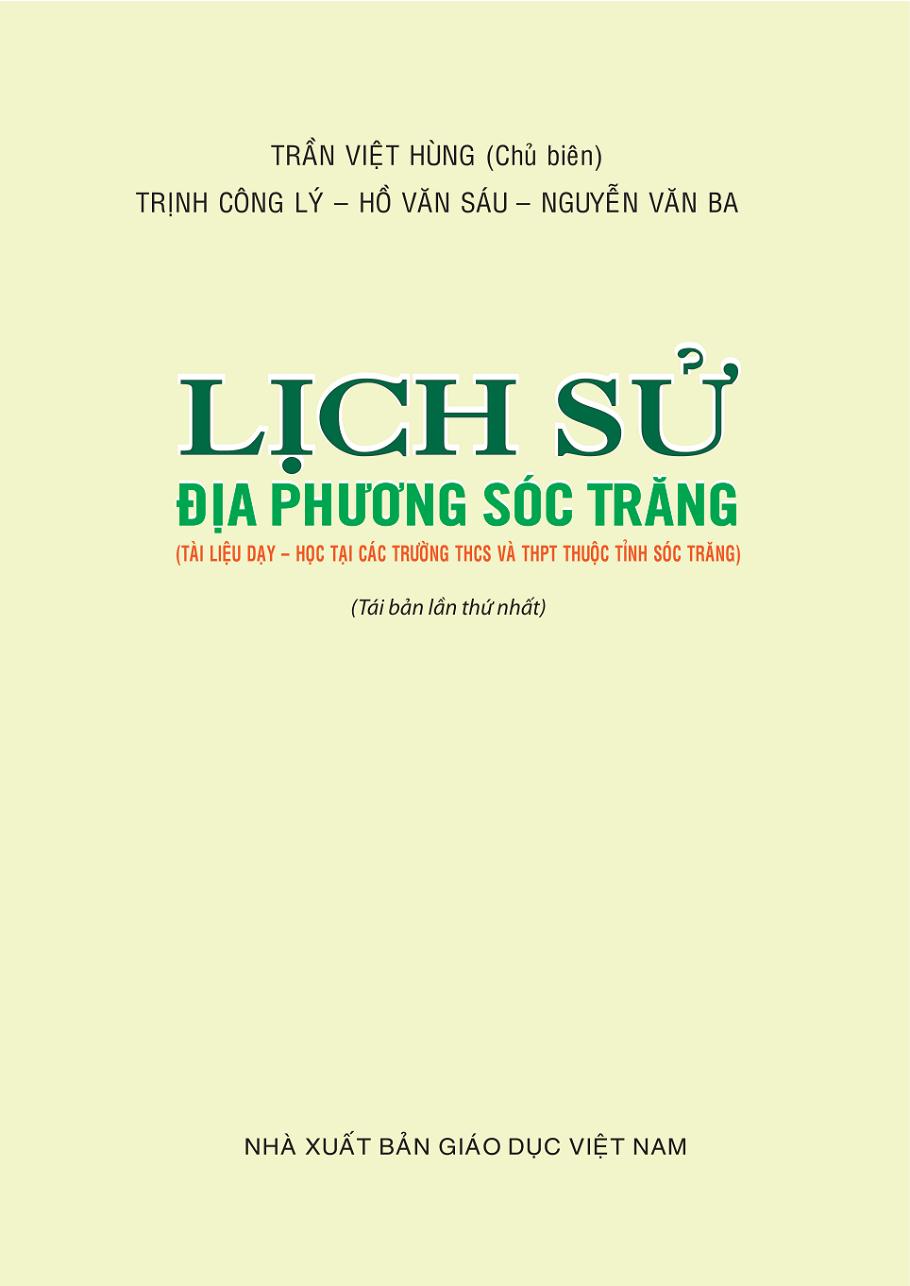 TRẦN VIỆT HÙNG (Chủ biên)
TRỊNH CÔNG LÝ – HỒ VĂN SÁU – NGUYỄN VĂN BA
LỊCH SỬ
ĐỊA PHƯƠNG SÓC TRĂNG
(TÀI LIỆU DẠY – HỌC TẠI CÁC TRƯỜNG THCS VÀ THPT THUỘC TỈNH SÓC TRĂNG)
(Tái bản lần thứ nhất)
NHÀ XUẤT BẢN GIÁO DỤC VIỆT NAM